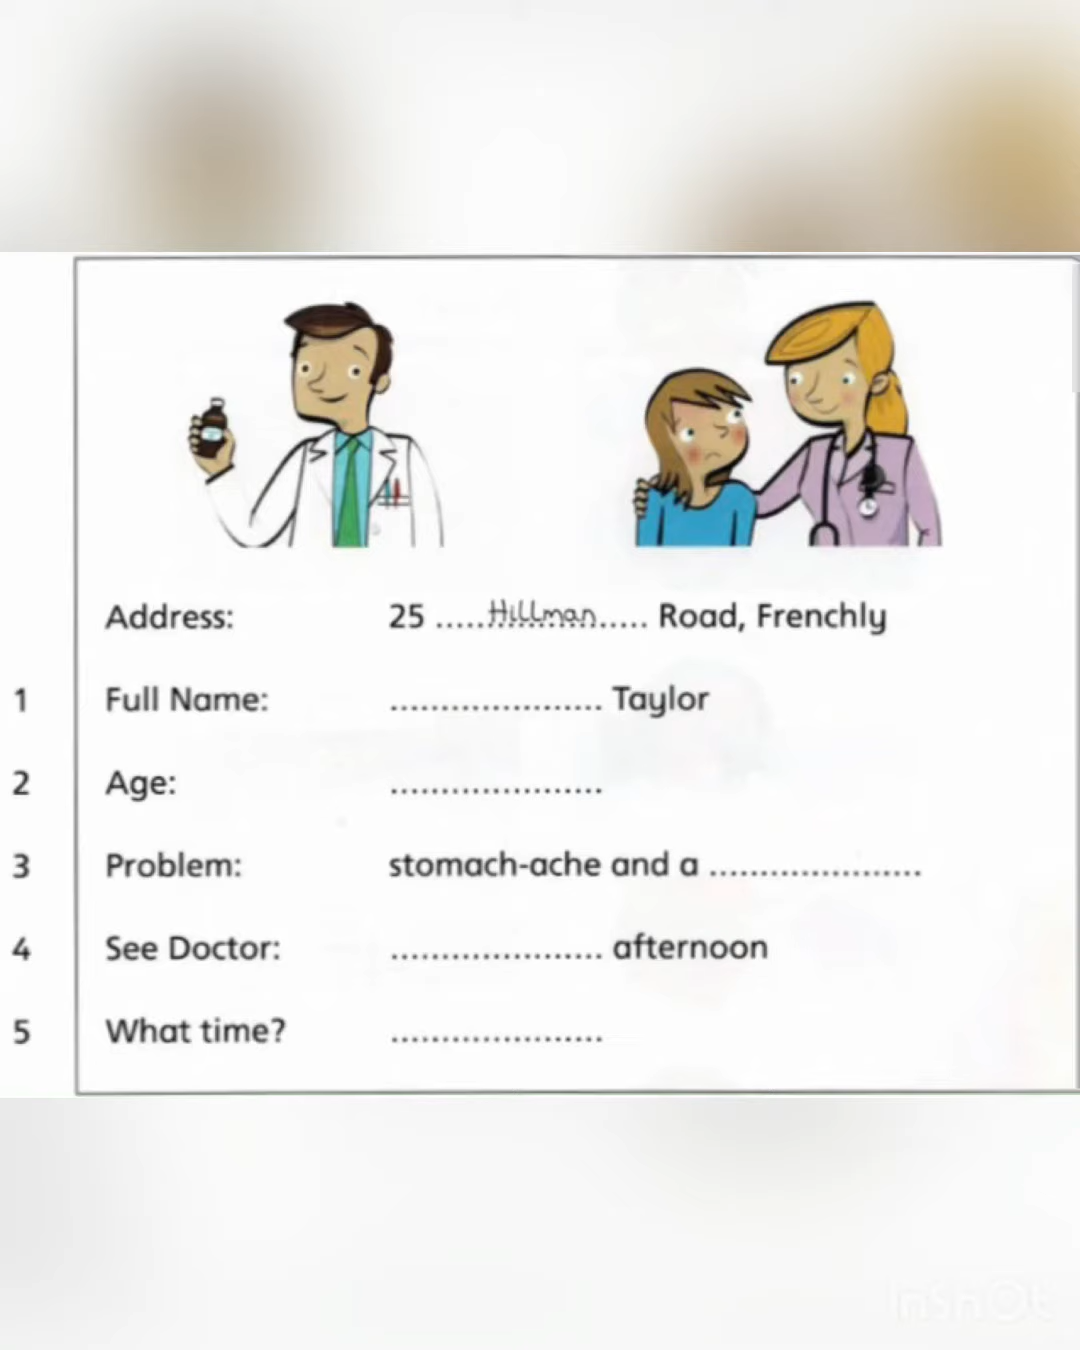 Address: 25 .....Hillman..... Road, Frenchly
1 Full Name: ..................... Taylor
2 Age: .....................
3 Problem: stomach-ache and a .....................
4 See Doctor: ..................... afternoon
5 What time? .....................
InShOt